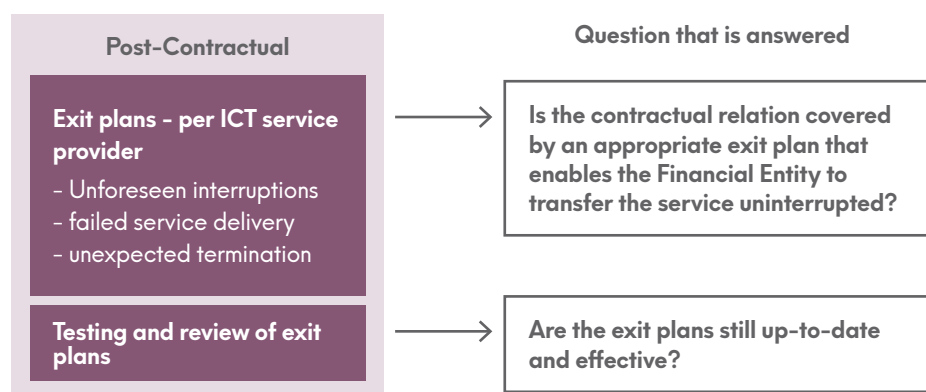 Post-Contractual
Question that is answered
Exit plans - per ICT service
provider
- Unforeseen interruptions
- failed service delivery
- unexpected termination
Is the contractual relation covered
by an appropriate exit plan that
enables the Financial Entity to
transfer the service uninterrupted?
Testing and review of exit
plans
Are the exit plans still up-to-date
and effective?